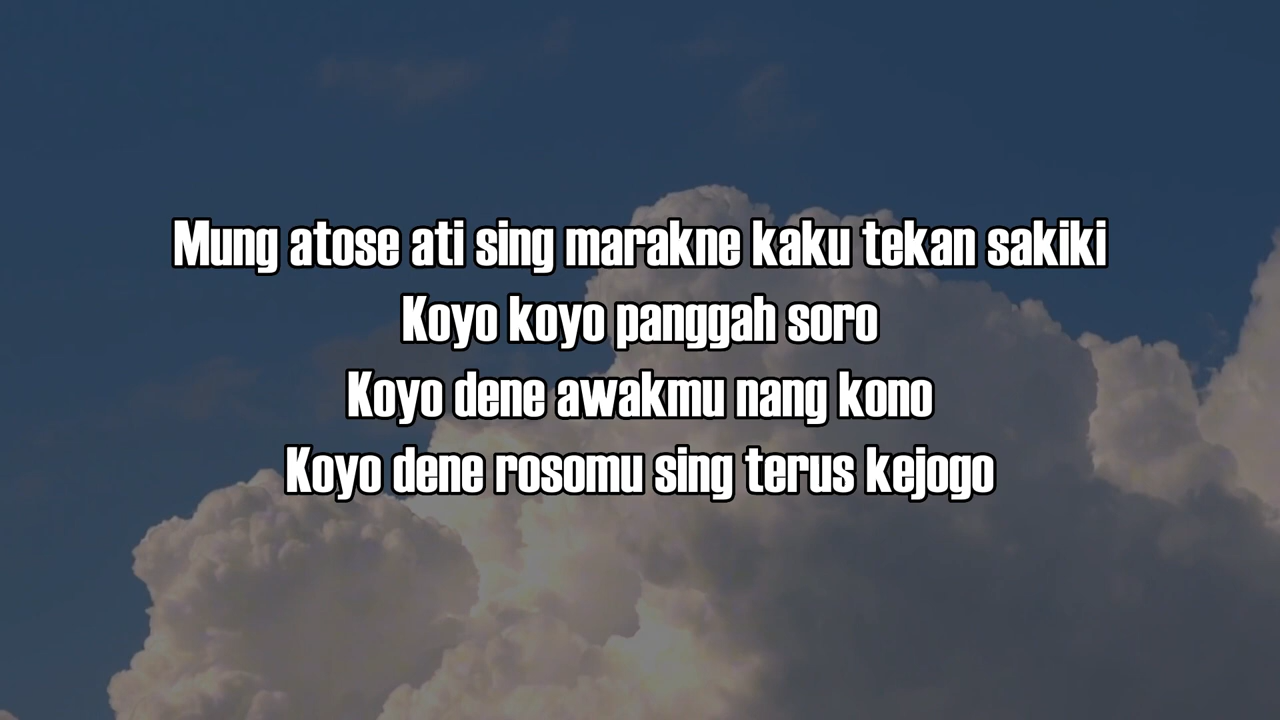 Mung atose ati sing marakne kaku tekan sakiki
Koyo koyo panggah soro
Koyo dene awakmu nang kono
Koyo dene rosomu sing terus kejogo